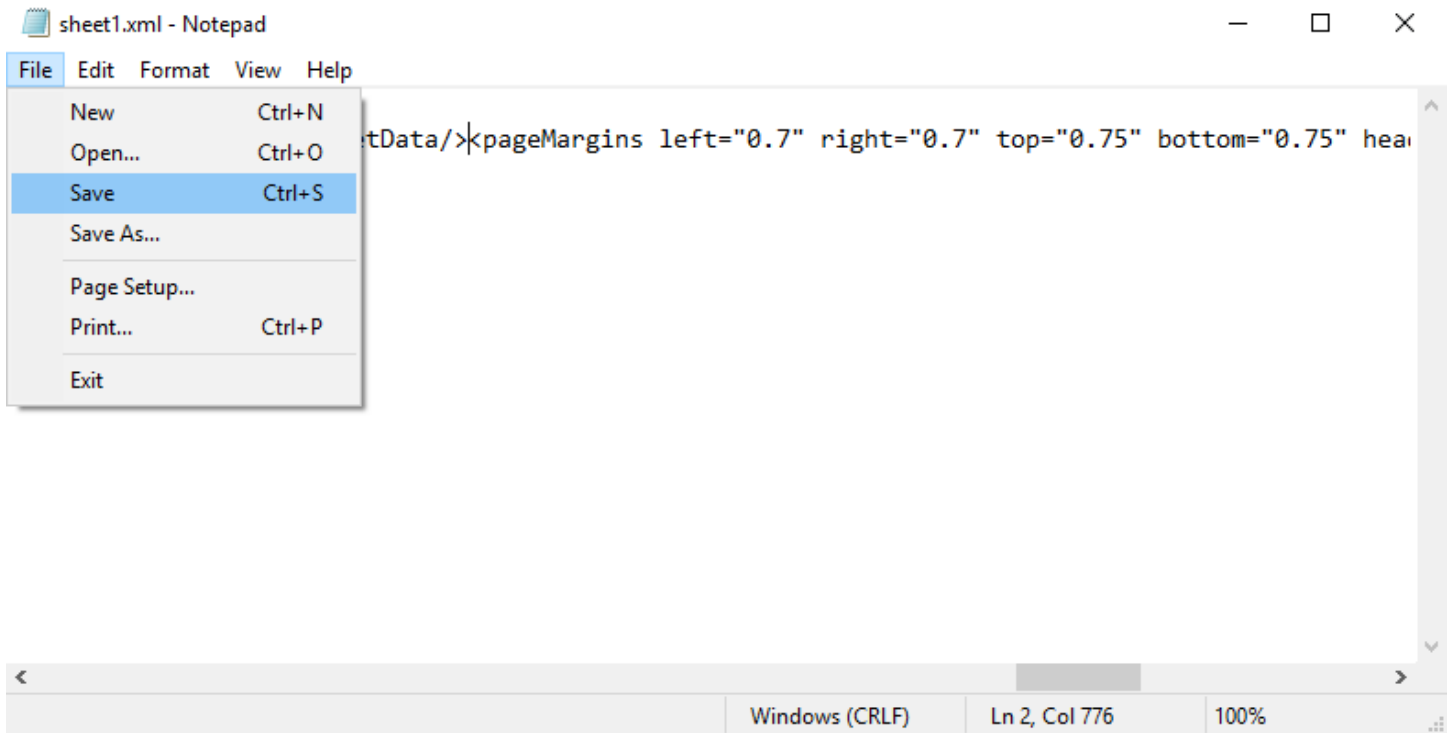 sheet1.xml - Notepad
File Edit Format View Help
New Ctrl+N
etData/><pageMargins left="0.7" right="0.7" top="0.75" bottom="0.75" hea
Open... Ctrl+O
Save Ctrl+S
Save As...
Page Setup...
Print... Ctrl+P
Exit
Windows (CRLF) Ln 2, Col 776 100%